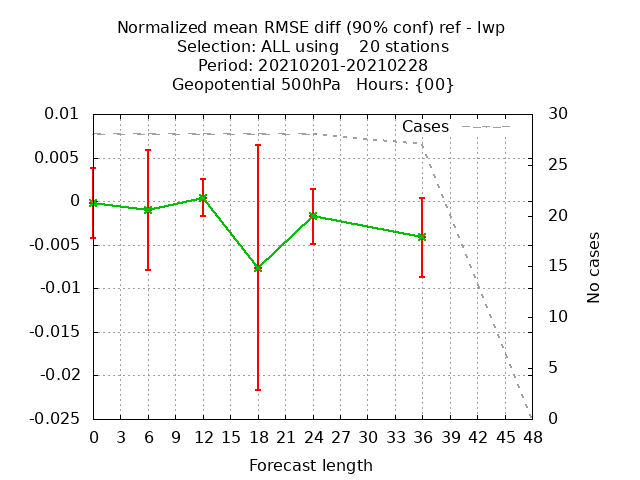 Normalized mean RMSE diff (90% conf) ref - lwp
Selection: ALL using    20 stations
Period: 20210201-20210228
Geopotential 500hPa   Hours: {00}
0.01
0.005
0
-0.005
-0.01
-0.015
-0.02
-0.025
Cases
30
25
20
15
10
5
0
No cases
0 3 6 9 12 15 18 21 24 27 30 33 36 39 42 45 48
Forecast length